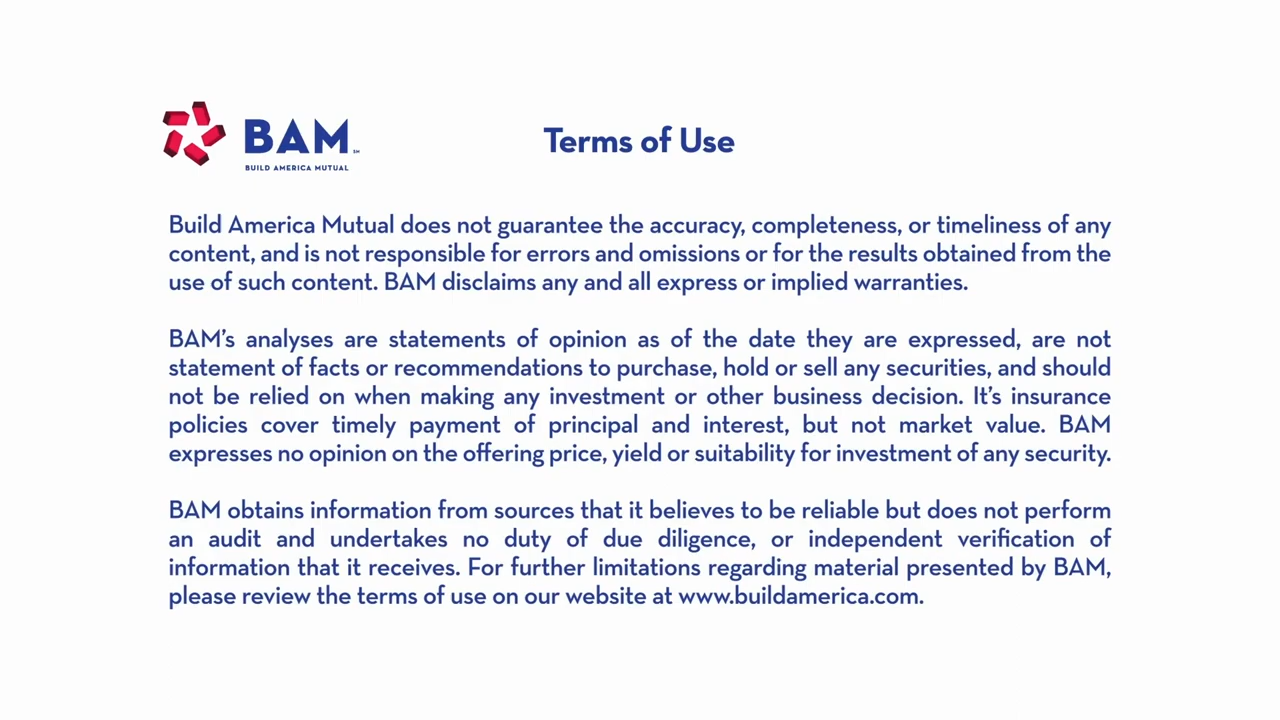 BAM
SM
BUILD AMERICA MUTUAL
Terms of Use
Build America Mutual does not guarantee the accuracy, completeness, or timeliness of any
content, and is not responsible for errors and omissions or for the results obtained from the
use of such content. BAM disclaims any and all express or implied warranties.
BAM’s analyses are statements of opinion as of the date they are expressed, are not
statement of facts or recommendations to purchase, hold or sell any securities, and should
not be relied on when making any investment or other business decision. It’s insurance
policies cover timely payment of principal and interest, but not market value. BAM
expresses no opinion on the offering price, yield or suitability for investment of any security.
BAM obtains information from sources that it believes to be reliable but does not perform
an audit and undertakes no duty of due diligence, or independent verification of
information that it receives. For further limitations regarding material presented by BAM,
please review the terms of use on our website at www.buildamerica.com.